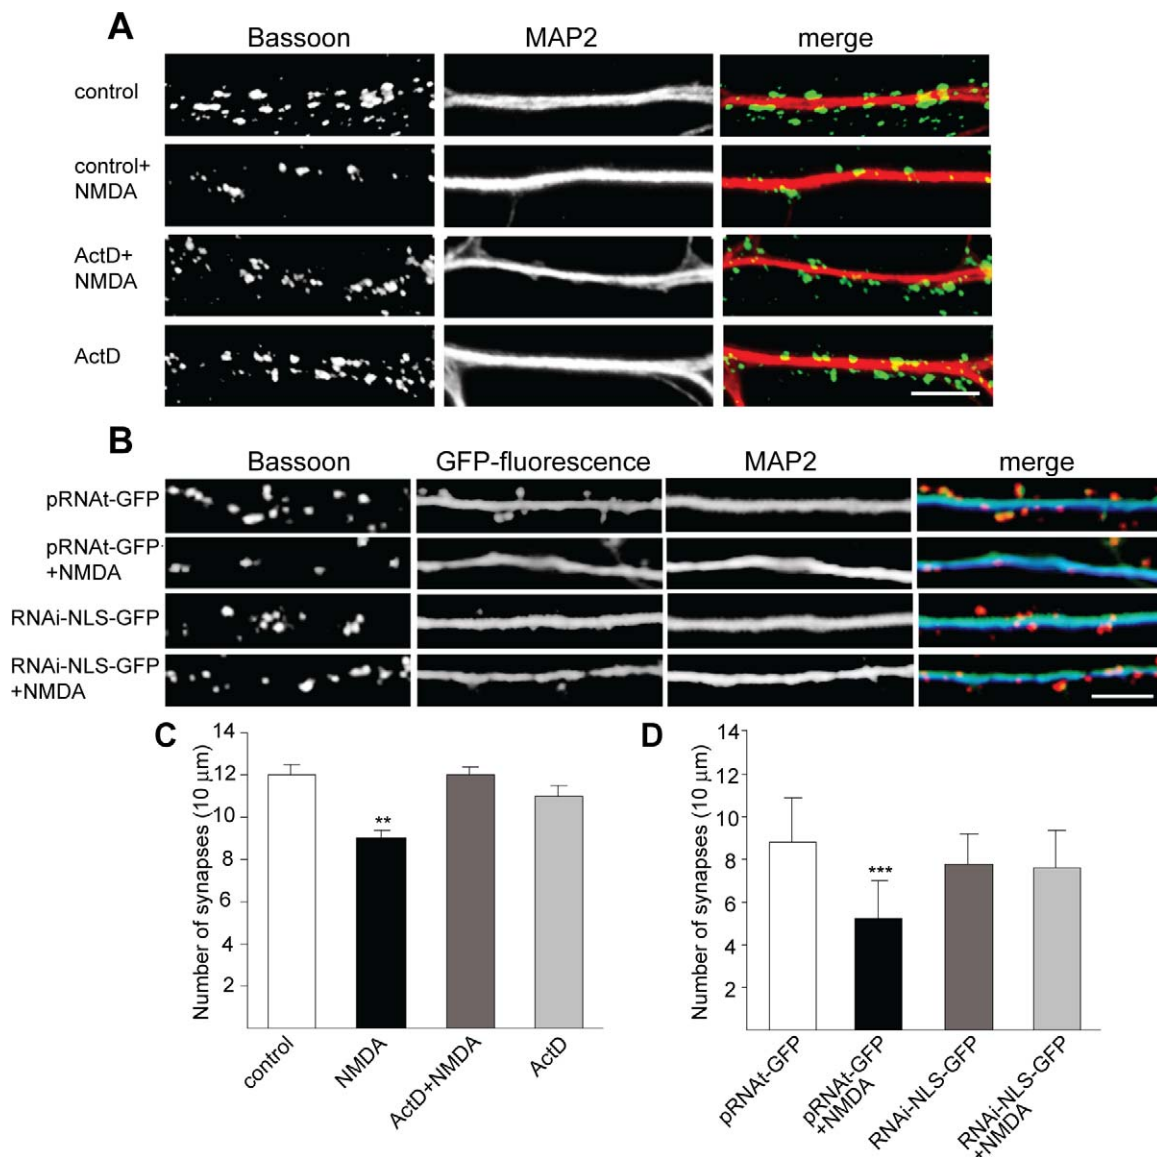 A
Bassoon MAP2 merge
control
control+
NMDA
ActD+
NMDA
ActD
B
Bassoon GFP-fluorescence MAP2 merge
pRNAt-GFP
pRNAt-GFP
+NMDA
RNAi-NLS-GFP
RNAi-NLS-GFP
+NMDA
C
Number of synapses (10 μm)
14
12
10
8
6
4
2
**
control
NMDA
ActD+NMDA
ActD
D
Number of synapses (10 μm)
14
12
10
8
6
4
2
***
pRNAt-GFP
pRNAt-GFP
+NMDA
RNAi-NLS-GFP
RNAi-NLS-GFP
+NMDA